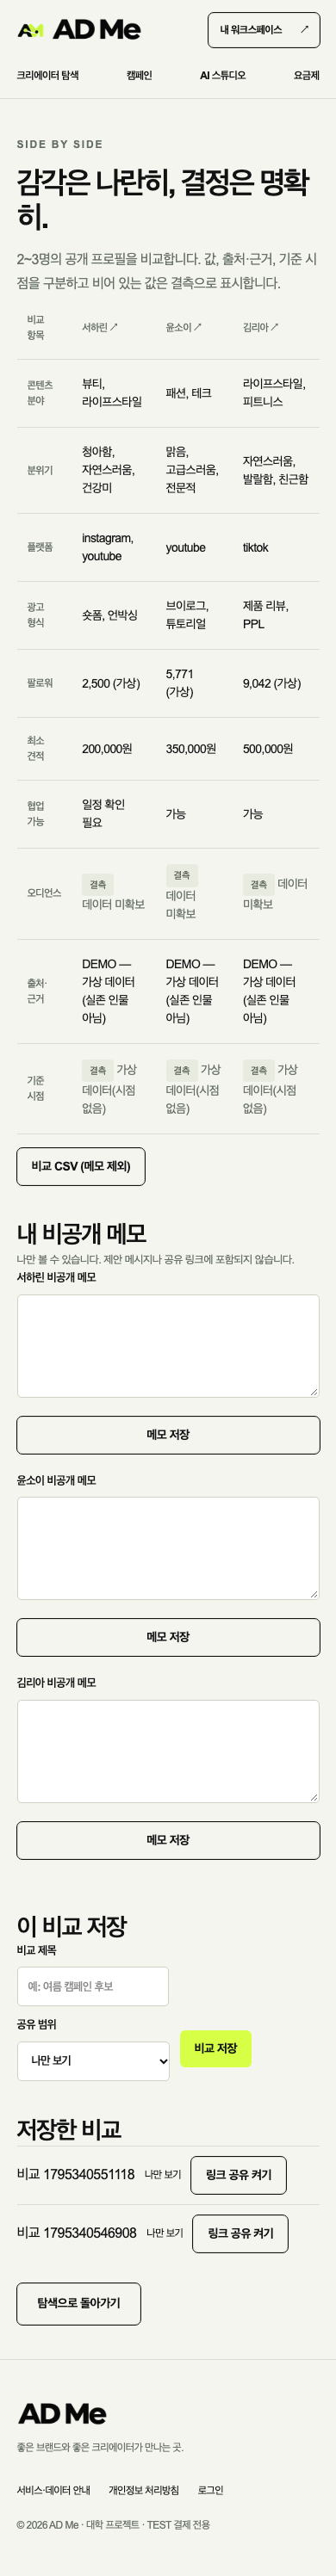 AD Me
내 워크스페이스 ↗
크리에이터 탐색 캠페인 AI 스튜디오 요금제
SIDE BY SIDE
감각은 나란히, 결정은 명확
히.
2~3명의 공개 프로필을 비교합니다. 값, 출처·근거, 기준 시
점을 구분하고 비어 있는 값은 결측으로 표시합니다.
비교
항목
서하린 ↗
윤소이 ↗
김리아 ↗
콘텐츠
분야
뷰티,
라이프스타일
패션, 테크
라이프스타일,
피트니스
분위기
청아함,
자연스러움,
건강미
맑음,
고급스러움,
전문적
자연스러움,
발랄함, 친근함
플랫폼
instagram,
youtube
youtube
tiktok
광고
형식
숏폼, 언박싱
브이로그,
튜토리얼
제품 리뷰,
PPL
팔로워
2,500 (가상)
5,771
(가상)
9,042 (가상)
최소
견적
200,000원
350,000원
500,000원
협업
가능
일정 확인
필요
가능
가능
오디언스
결측
데이터 미확보
결측
데이터
미확보
결측 데이터
미확보
출처·
근거
DEMO —
가상 데이터
(실존 인물
아님)
DEMO —
가상 데이터
(실존 인물
아님)
DEMO —
가상 데이터
(실존 인물
아님)
기준
시점
결측 가상
데이터(시점
없음)
결측 가상
데이터(시점
없음)
결측 가상
데이터(시점
없음)
비교 CSV (메모 제외)
내 비공개 메모
나만 볼 수 있습니다. 제안 메시지나 공유 링크에 포함되지 않습니다.
서하린 비공개 메모
메모 저장
윤소이 비공개 메모
메모 저장
김리아 비공개 메모
메모 저장
이 비교 저장
비교 제목
예: 여름 캠페인 후보
공유 범위
나만 보기
비교 저장
저장한 비교
비교 1795340551118 나만 보기 링크 공유 켜기
비교 1795340546908 나만 보기 링크 공유 켜기
탐색으로 돌아가기
AD Me
좋은 브랜드와 좋은 크리에이터가 만나는 곳.
서비스·데이터 안내 개인정보 처리방침 로그인
© 2026 AD Me · 대학 프로젝트 · TEST 결제 전용